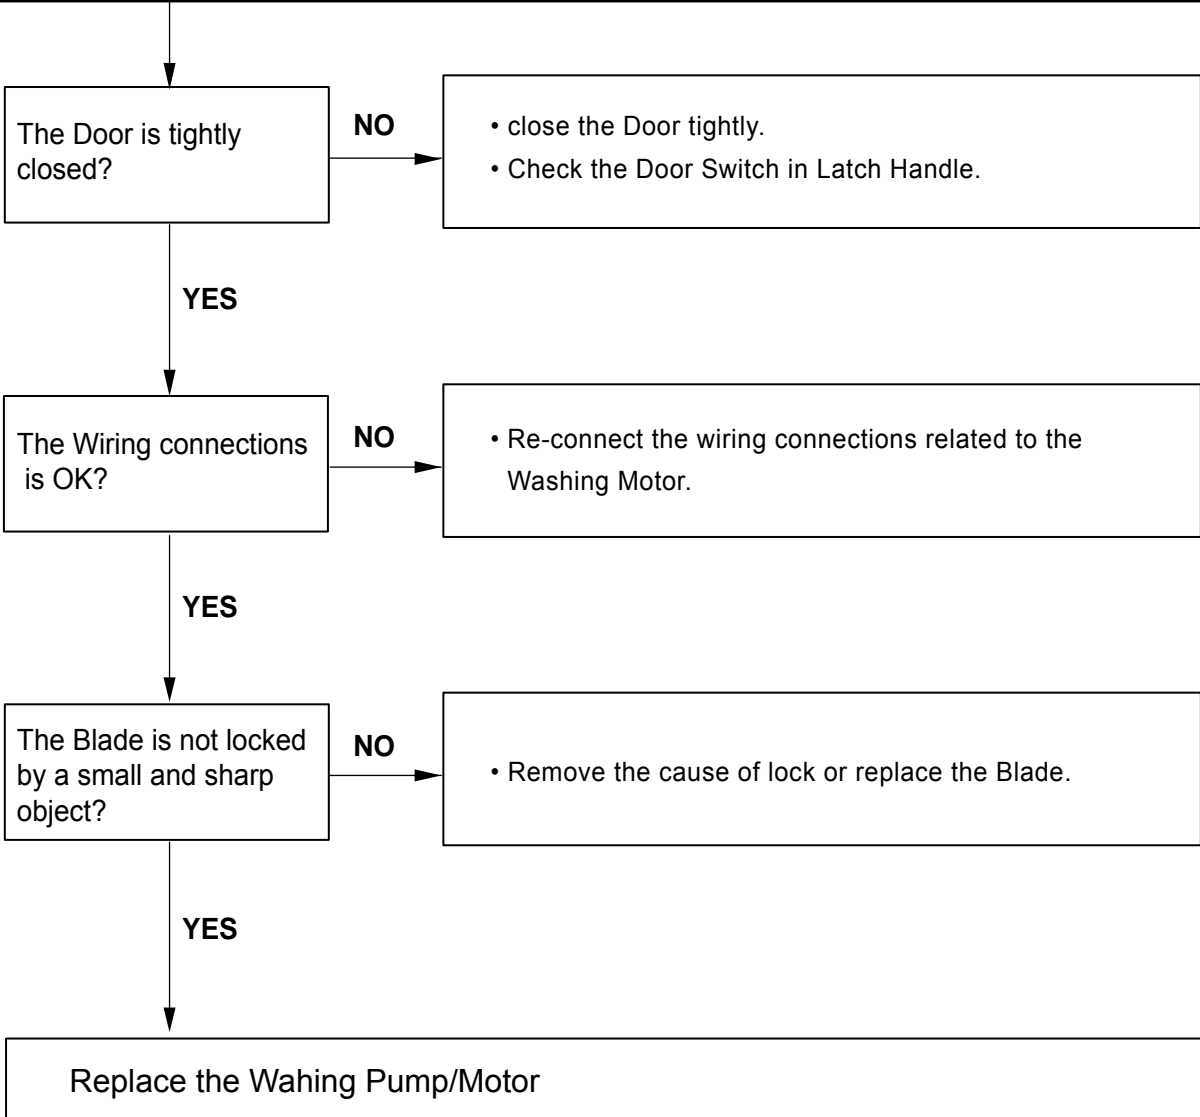 The Door is tightly
closed?
NO
• close the Door tightly.
• Check the Door Switch in Latch Handle.
YES
The Wiring connections
is OK?
NO
• Re-connect the wiring connections related to the
Washing Motor.
YES
The Blade is not locked
by a small and sharp
object?
NO
• Remove the cause of lock or replace the Blade.
YES
Replace the Wahing Pump/Motor